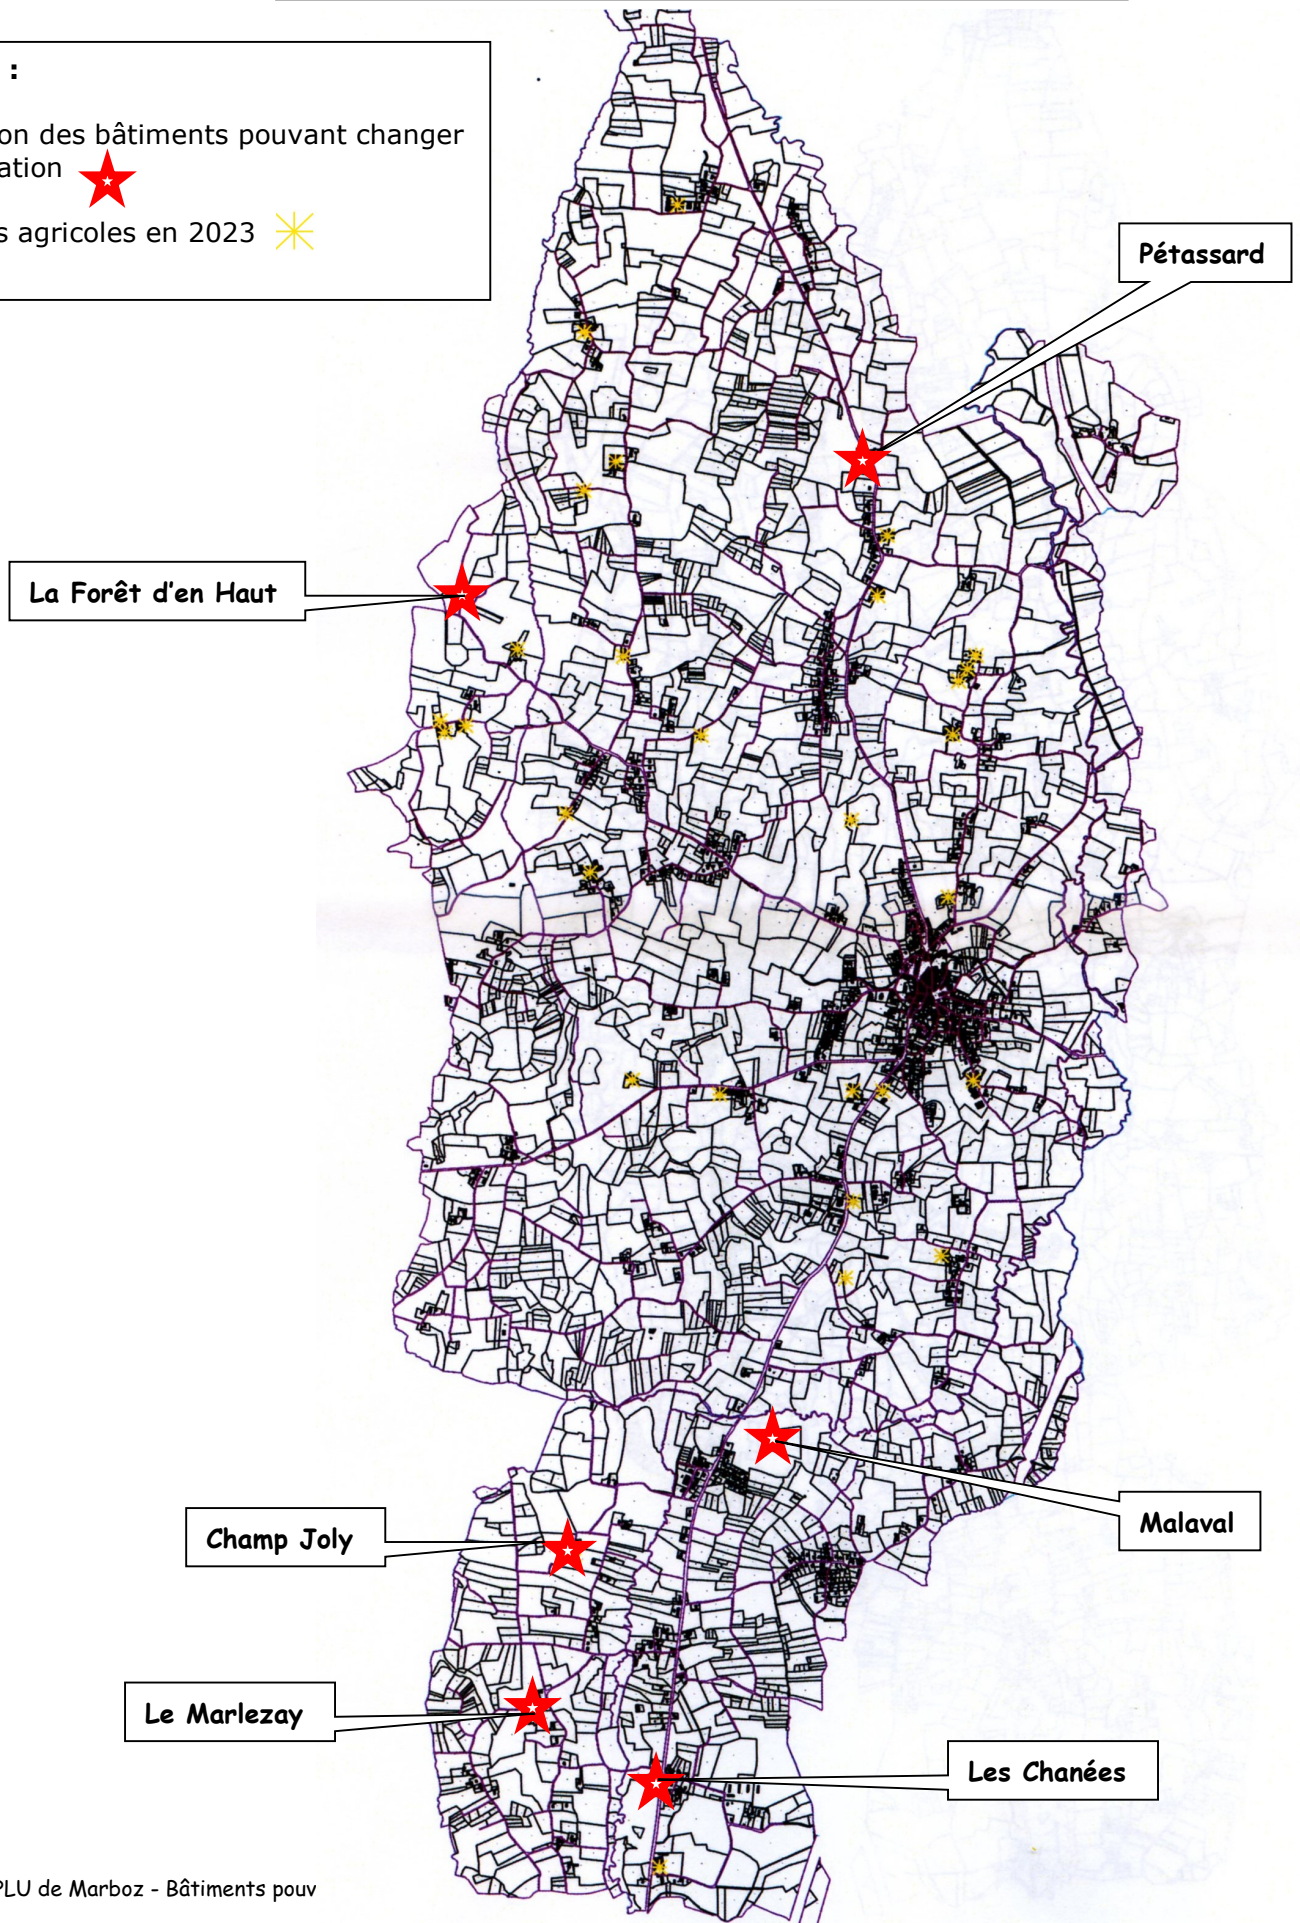 :
on des bâtiments pouvant changer
ation
s agricoles en 2023
Pétassard
La Forêt d'en Haut
Malaval
Champ Joly
Le Marlezay
Les Chanées
PLU de Marboz - Bâtiments pouv